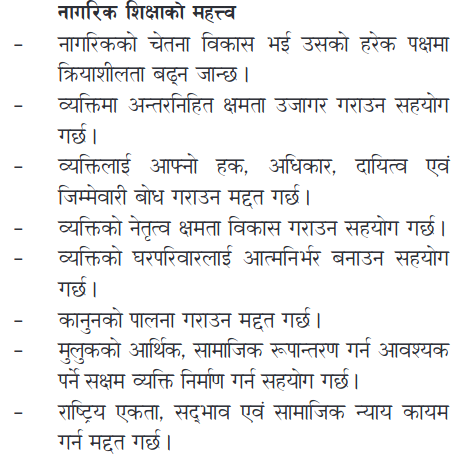 नागरिक शिक्षाको महत्त्व
– नागरिकको चेतना विकास भई उसको हरेक पक्षमा
क्रियाशीलता बढ्न जान्छ।
– व्यक्तिमा अन्तरनिहित क्षमता उजागर गराउन सहयोग
गर्छ।
– व्यक्तिलाई आफ्नो हक, अधिकार, दायित्व एवं
जिम्मेवारी बोध गराउन मद्दत गर्छ।
– व्यक्तिको नेतृत्व क्षमता विकास गराउन सहयोग गर्छ।
– व्यक्तिको घरपरिवारलाई आत्मनिर्भर बनाउन सहयोग
गर्छ।
– कानुनको पालना गराउन मद्दत गर्छ।
– मुलुकको आर्थिक, सामाजिक रूपान्तरण गर्न आवश्यक
पर्ने सक्षम व्यक्ति निर्माण गर्न सहयोग गर्छ।
– राष्ट्रिय एकता, सद्‌भाव एवं सामाजिक न्याय कायम
गर्न मद्दत गर्छ।